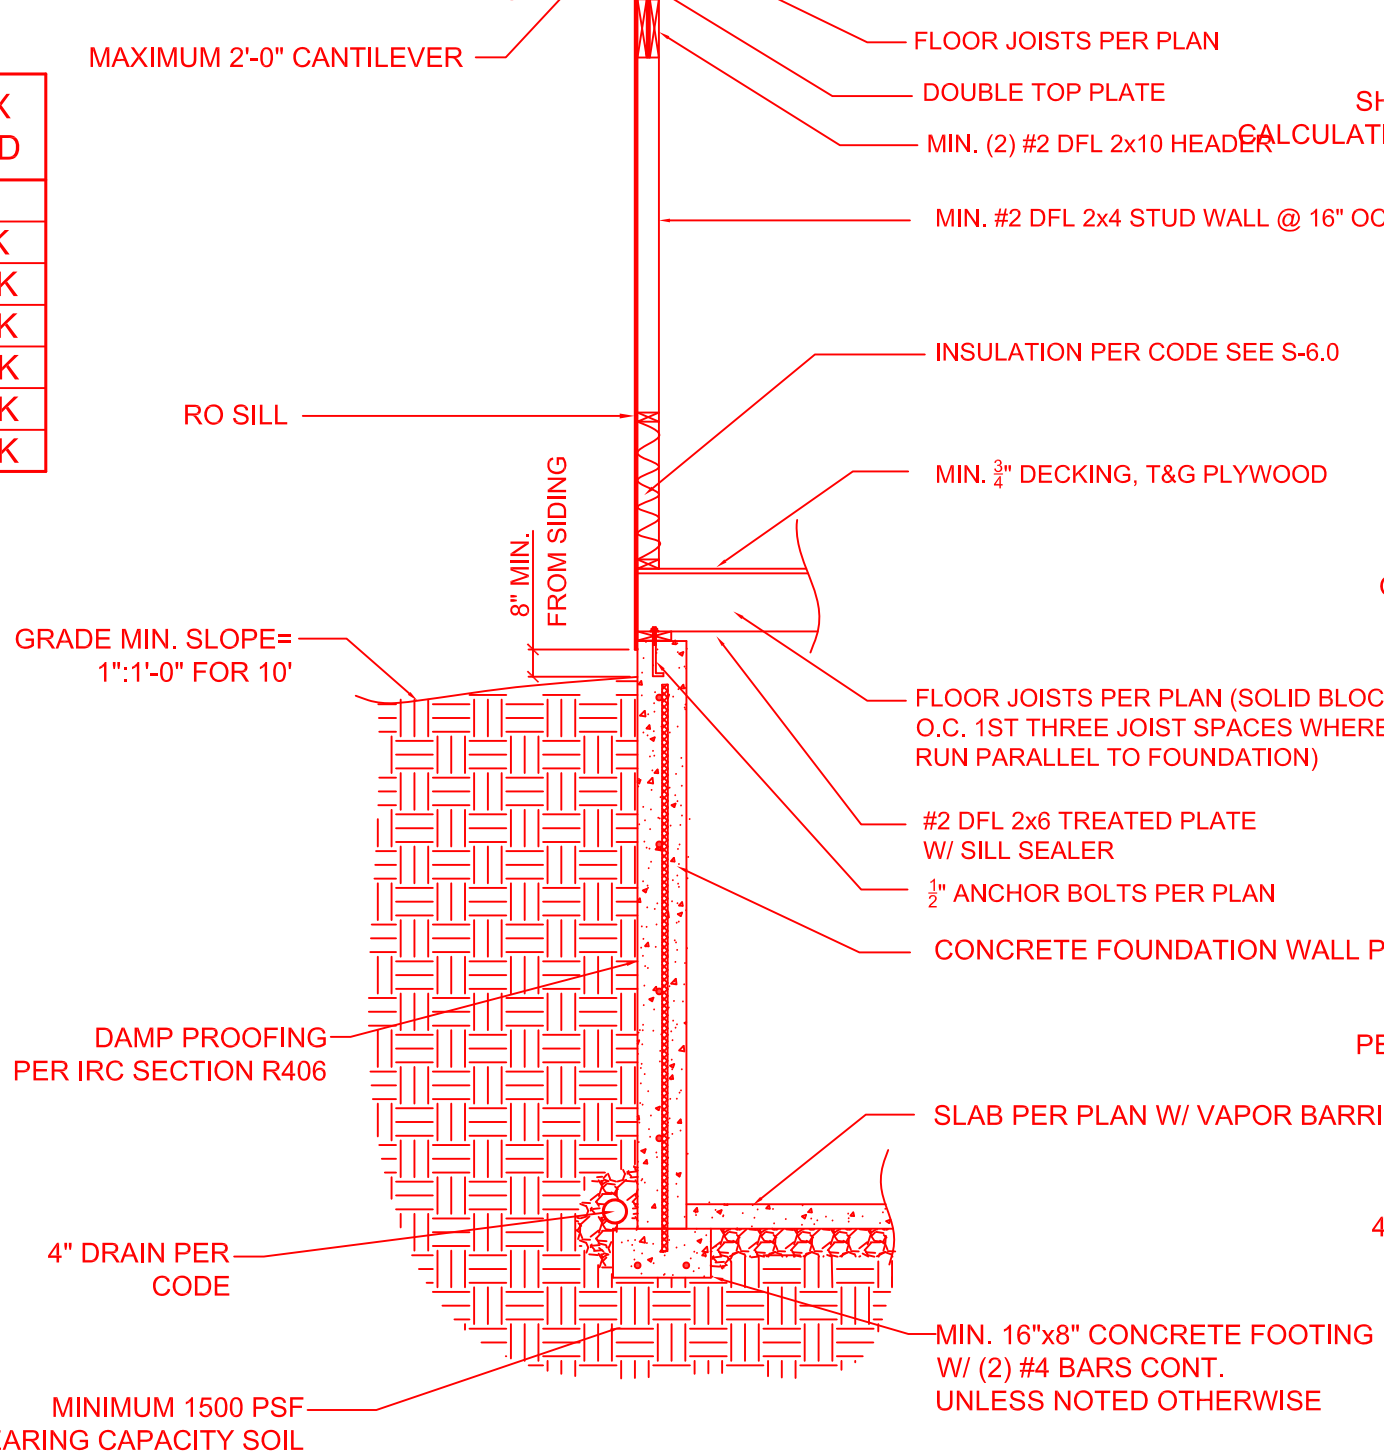 MAXIMUM 2'-0" CANTILEVER
FLOOR JOISTS PER PLAN
DOUBLE TOP PLATE
MIN. (2) #2 DFL 2x10 HEADER
MIN. #2 DFL 2x4 STUD WALL @ 16" OC
X
D
K
K
K
K
K
K
INSULATION PER CODE SEE S-6.0
RO SILL
MIN. 3/4" DECKING, T&G PLYWOOD
8" MIN.
FROM SIDING
GRADE MIN. SLOPE=
1":1'-0" FOR 10'
FLOOR JOISTS PER PLAN (SOLID
O.C. 1ST THREE JOIST SPACES WHERE
RUN PARALLEL TO FOUNDATION)
#2 DFL 2x6 TREATED PLATE
W/ SILL SEALER
1/2" ANCHOR BOLTS PER PLAN
CONCRETE FOUNDATION WALL
DAMP PROOFING
PER IRC SECTION R406
SLAB PER PLAN W/ VAPOR
4" DRAIN PER
CODE
4
MIN. 16"x8" CONCRETE FOOTING
W/ (2) #4 BARS CONT.
UNLESS NOTED OTHERWISE
MINIMUM 1500 PSF
CAPACITY SOIL